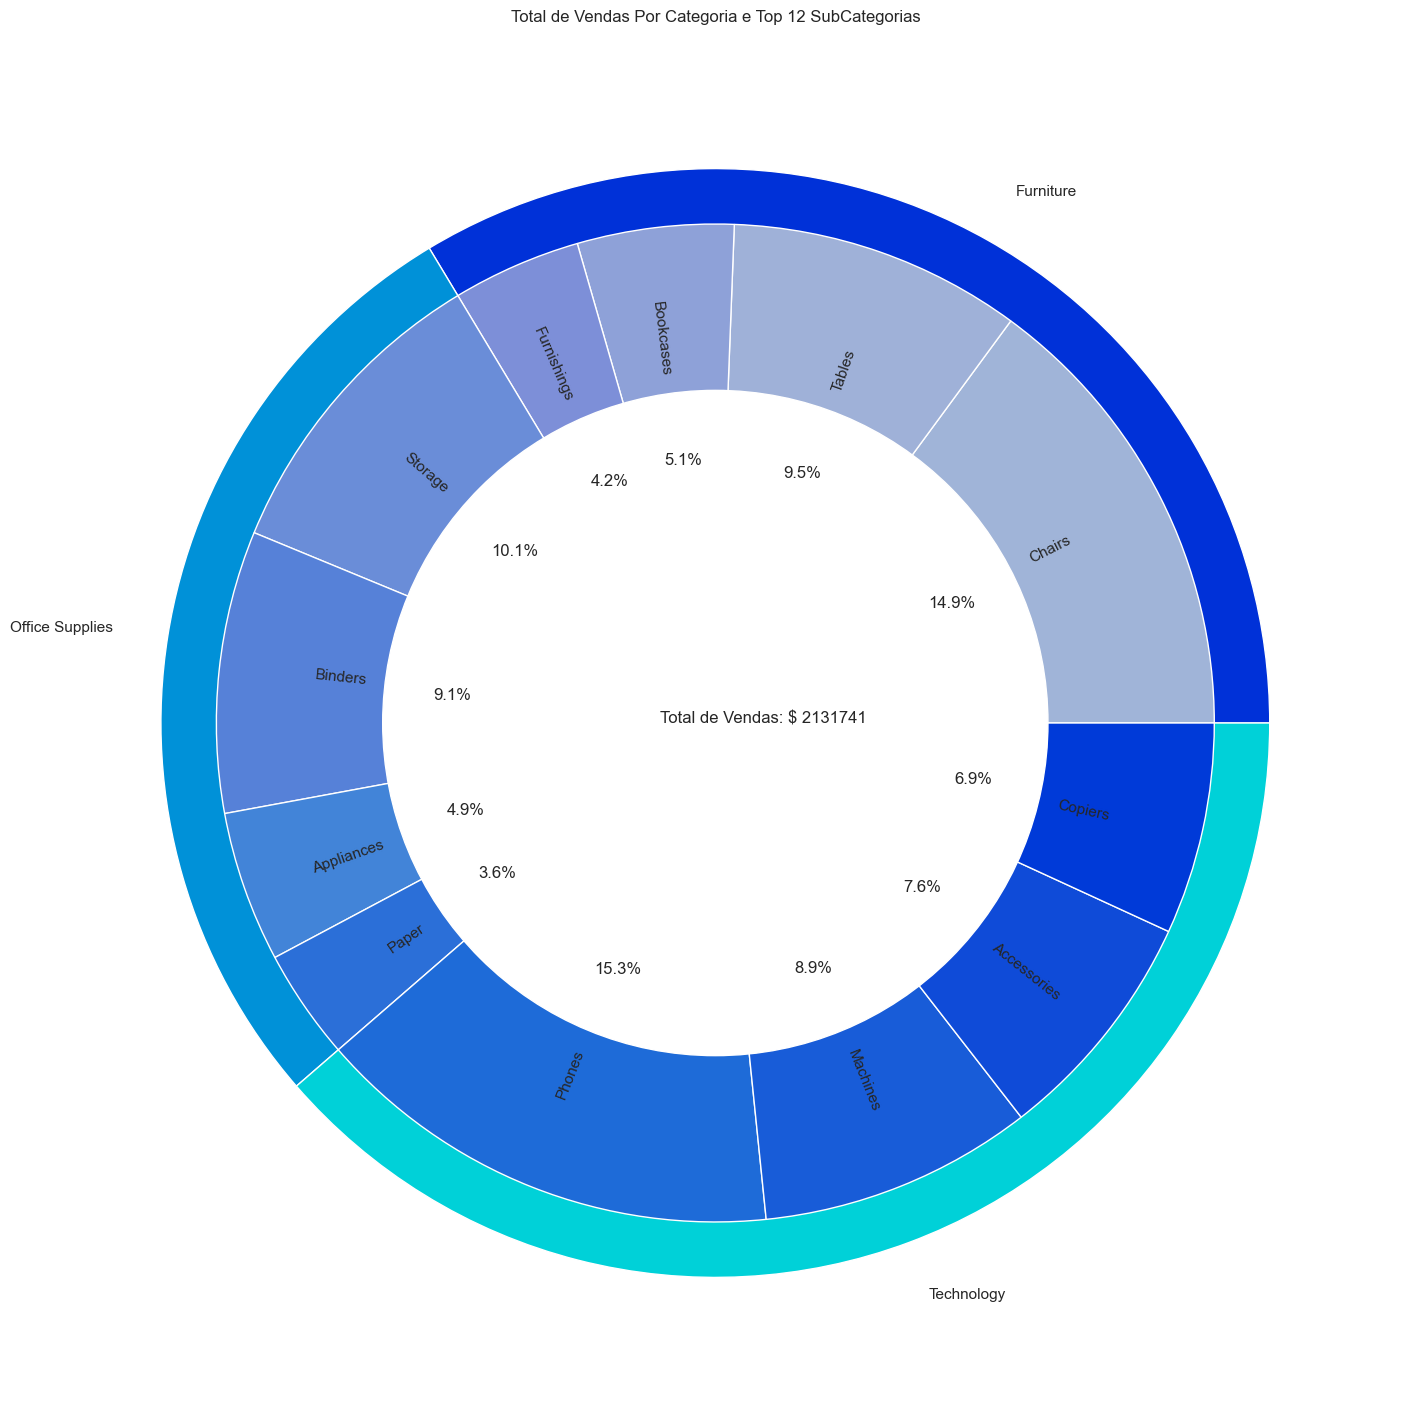 Total de Vendas Por Categoria e Top 12 SubCategorias
Furniture
Furnishings
Bookcases
Tables
Storage
4.2%
5.1%
9.5%
10.1%
Chairs
14.9%
Office Supplies
Binders
9.1%
Total de Vendas: $ 2131741
6.9%
Copiers
4.9%
Appliances
3.6%
7.6%
Paper
Accessories
15.3%
8.9%
Phones
Machines
Technology